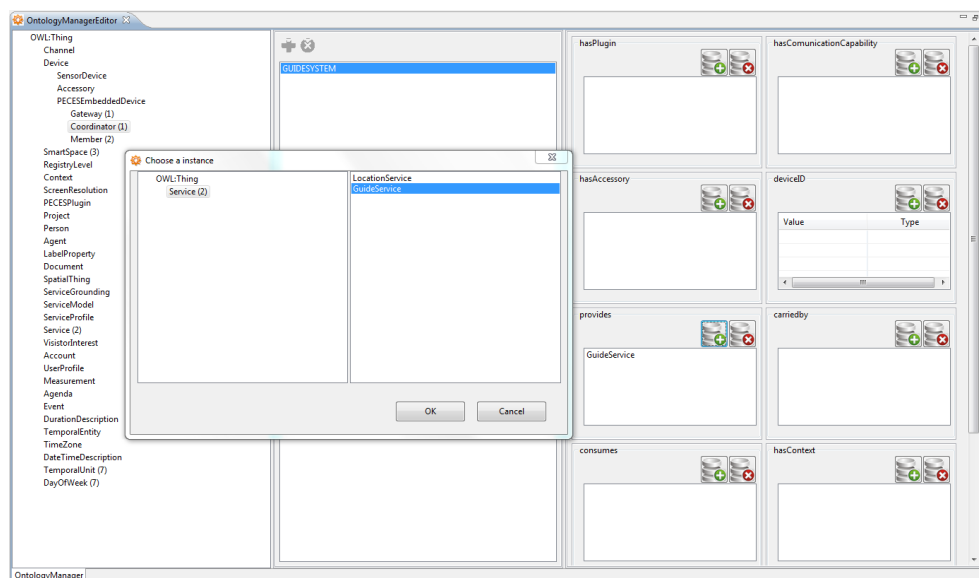 OntologyManagerEditor
OWL:Thing
Channel
Device
SensorDevice
Accessory
PECESEmbeddedDevice
Gateway (1)
Coordinator (1)
Member (2)
SmartSpace (3)
RegistryLevel
Context
ScreenResolution
PECESPlugin
Project
Person
Agent
LabelProperty
Document
SpatialThing
ServiceGrounding
ServiceModel
ServiceProfile
Service (2)
VisistorInterest
Account
UserProfile
Measurement
Agenda
Event
DurationDescription
TemporalEntity
TimeZone
DateTimeDescription
TemporalUnit (7)
DayOfWeek (7)
GUIDESYSTEM
Choose a instance
OWL:Thing
Service (2)
LocationService
GuideService
OK Cancel
hasPlugin
hasComunicationCapability
hasAccessory
deviceID
Value Type
provides
GuideService
carriedby
consumes
hasContext
OntologyManager